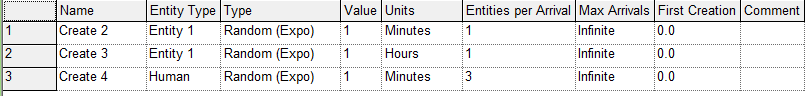 Name Entity Type Type Value Units Entities per Arrival Max Arrivals First Creation Comment
1 Create 2 Entity 1 Random (Expo) 1 Minutes 1 Infinite 0.0
2 Create 3 Entity 1 Random (Expo) 1 Hours 1 Infinite 0.0
3 Create 4 Human Random (Expo) 1 Minutes 3 Infinite 0.0